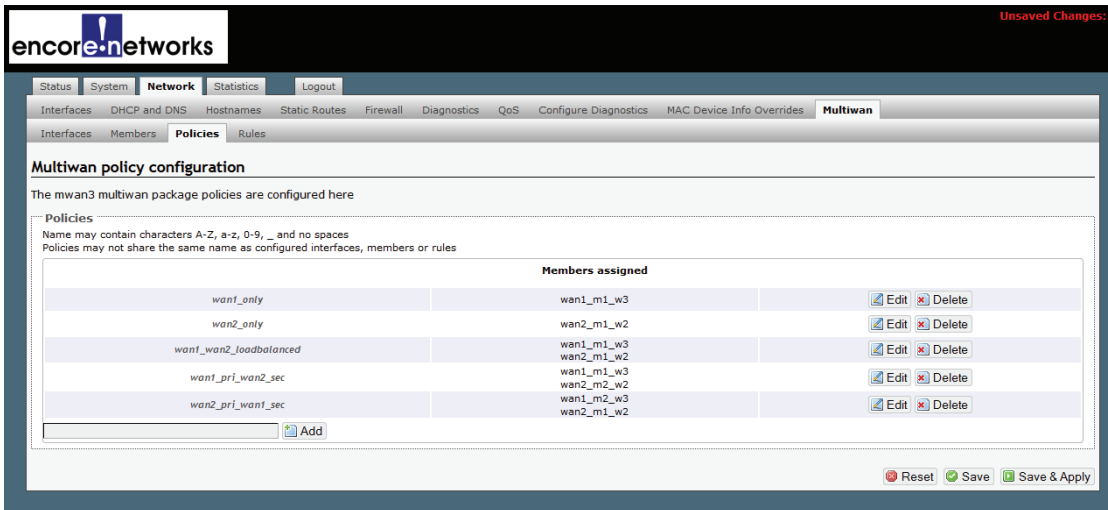 encore!networks
Unsaved Changes:
Status System Network Statistics Logout
Interfaces DHCP and DNS Hostnames Static Routes Firewall Diagnostics QoS Configure Diagnostics MAC Device Info Overrides Multiwan
Interfaces Members Policies Rules
Multiwan policy configuration
The mwan3 multiwan package policies are configured here
Policies
Name may contain characters A-Z, a-z, 0-9, _ and no spaces
Policies may not share the same name as configured interfaces, members or rules
Members assigned
wan1_only wan1_m1_w3 Edit Delete
wan2_only wan2_m1_w2 Edit Delete
wan1_wan2_loadbalanced wan1_m1_w3 Edit Delete
wan2_m1_w2
wan1_pri_wan2_sec wan1_m1_w3 Edit Delete
wan2_m2_w2
wan2_pri_wan1_sec wan1_m2_w3 Edit Delete
wan2_m1_w2
Add
Reset Save Save & Apply